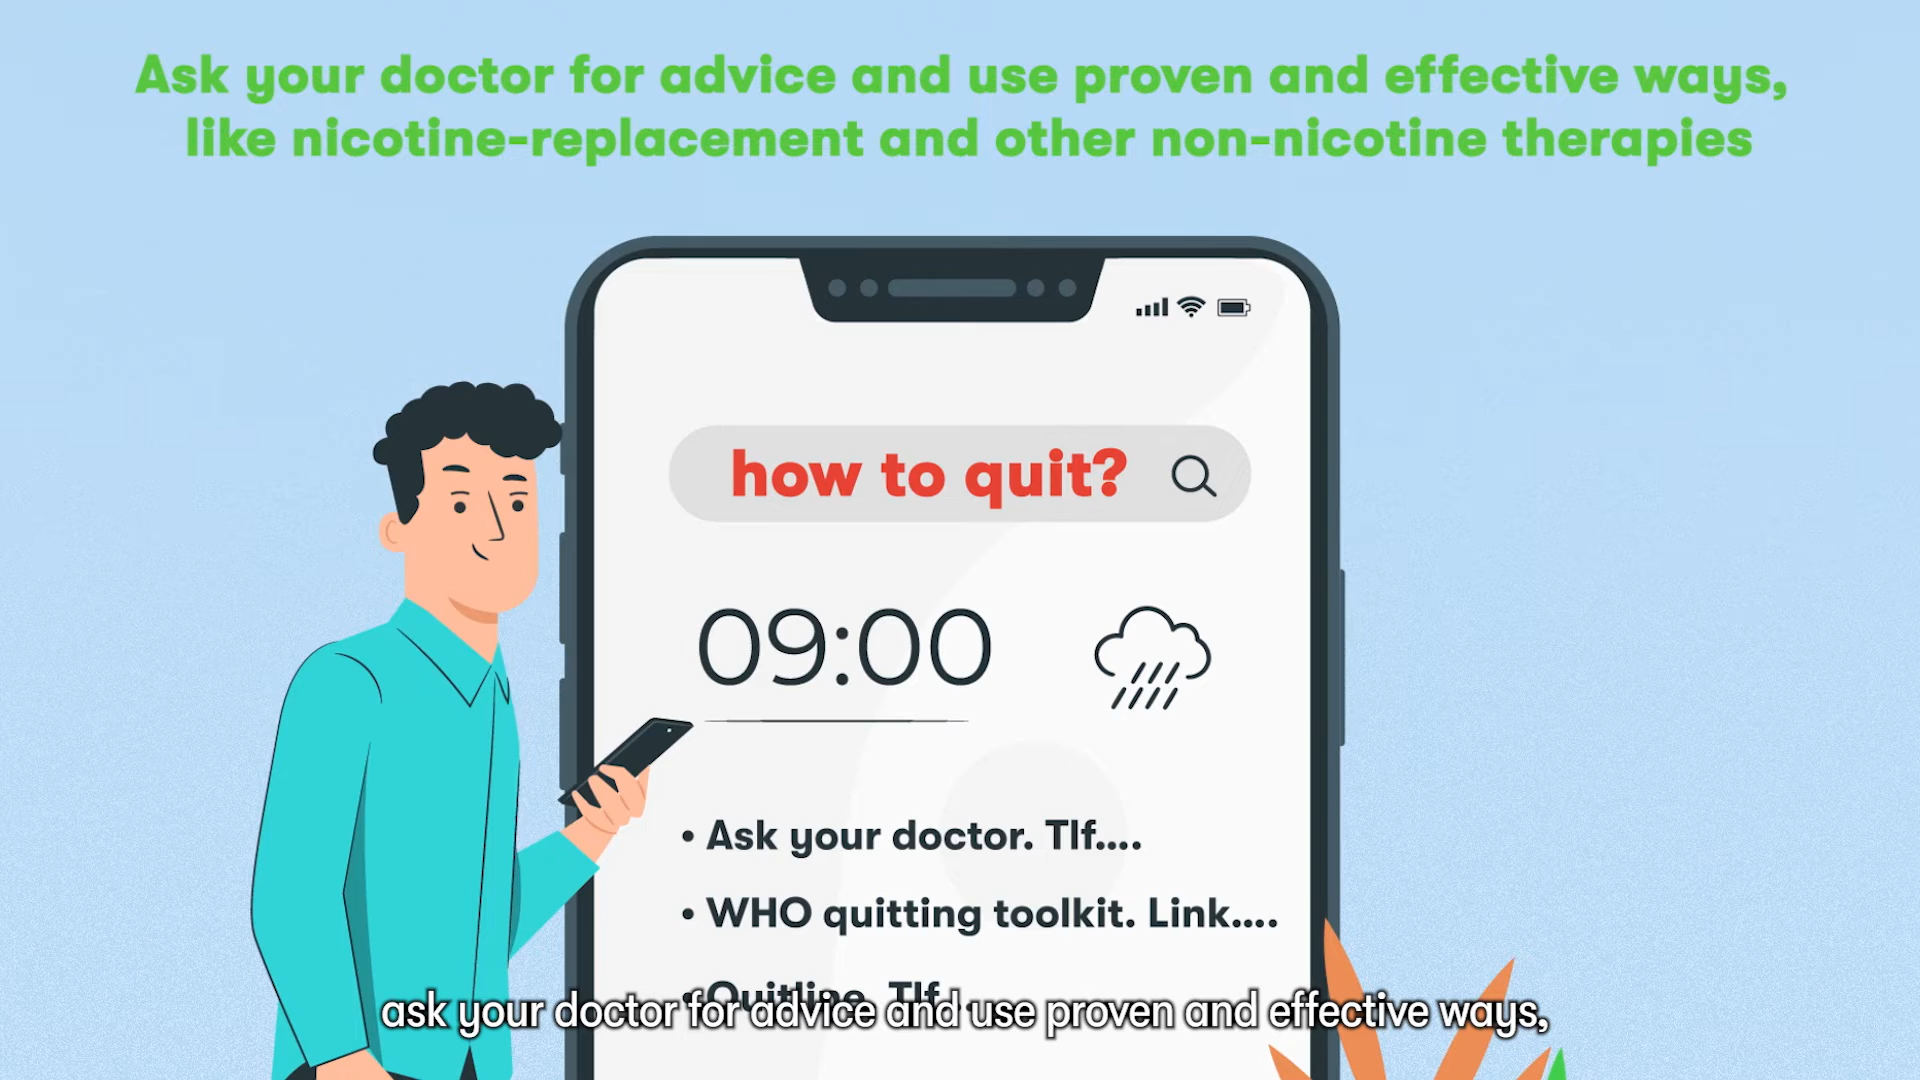 Ask your doctor for advice and use proven and effective ways,
like nicotine-replacement and other non-nicotine therapies
how to quit?
09:00
• Ask your doctor. Tlf....
• WHO quitting toolkit. Link....
• Quitline. Tlf....
ask your doctor for advice and use proven and effective ways,